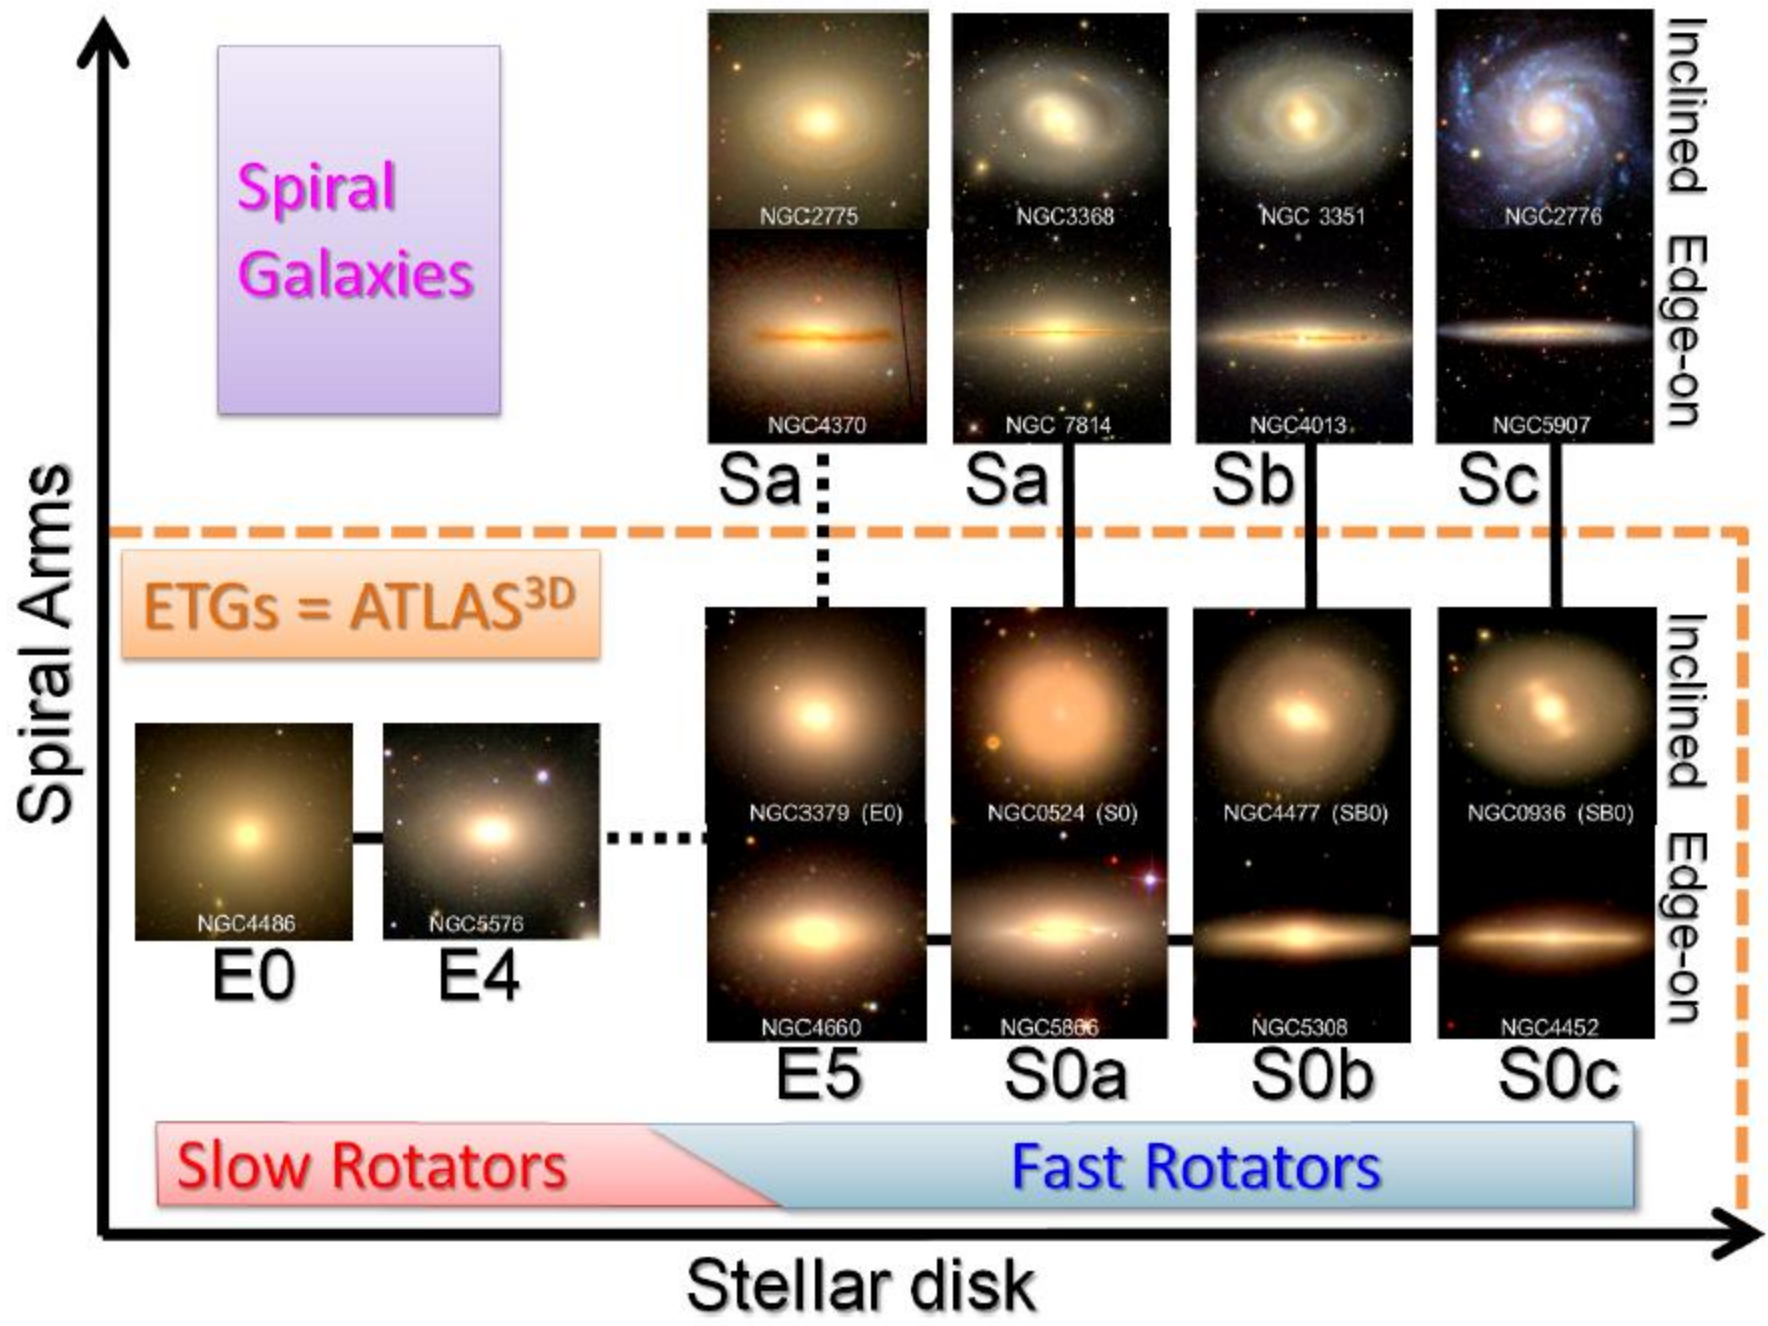 Spiral Arms
Spiral
Galaxies
NGC2775
NGC3368
NGC 3351
NGC2776
Inclined
NGC4370
NGC 7814
NGC4013
NGC5907
Edge-on
Sa
Sa
Sb
Sc
ETGs = ATLAS3D
NGC3379 (E0)
NGC0524 (S0)
NGC4477 (SB0)
NGC0936 (SB0)
Inclined
NGC4486
NGC5576
E0
E4
NGC4660
NGC5866
NGC5308
NGC4452
Edge-on
E5
S0a
S0b
S0c
Slow Rotators
Fast Rotators
Stellar disk